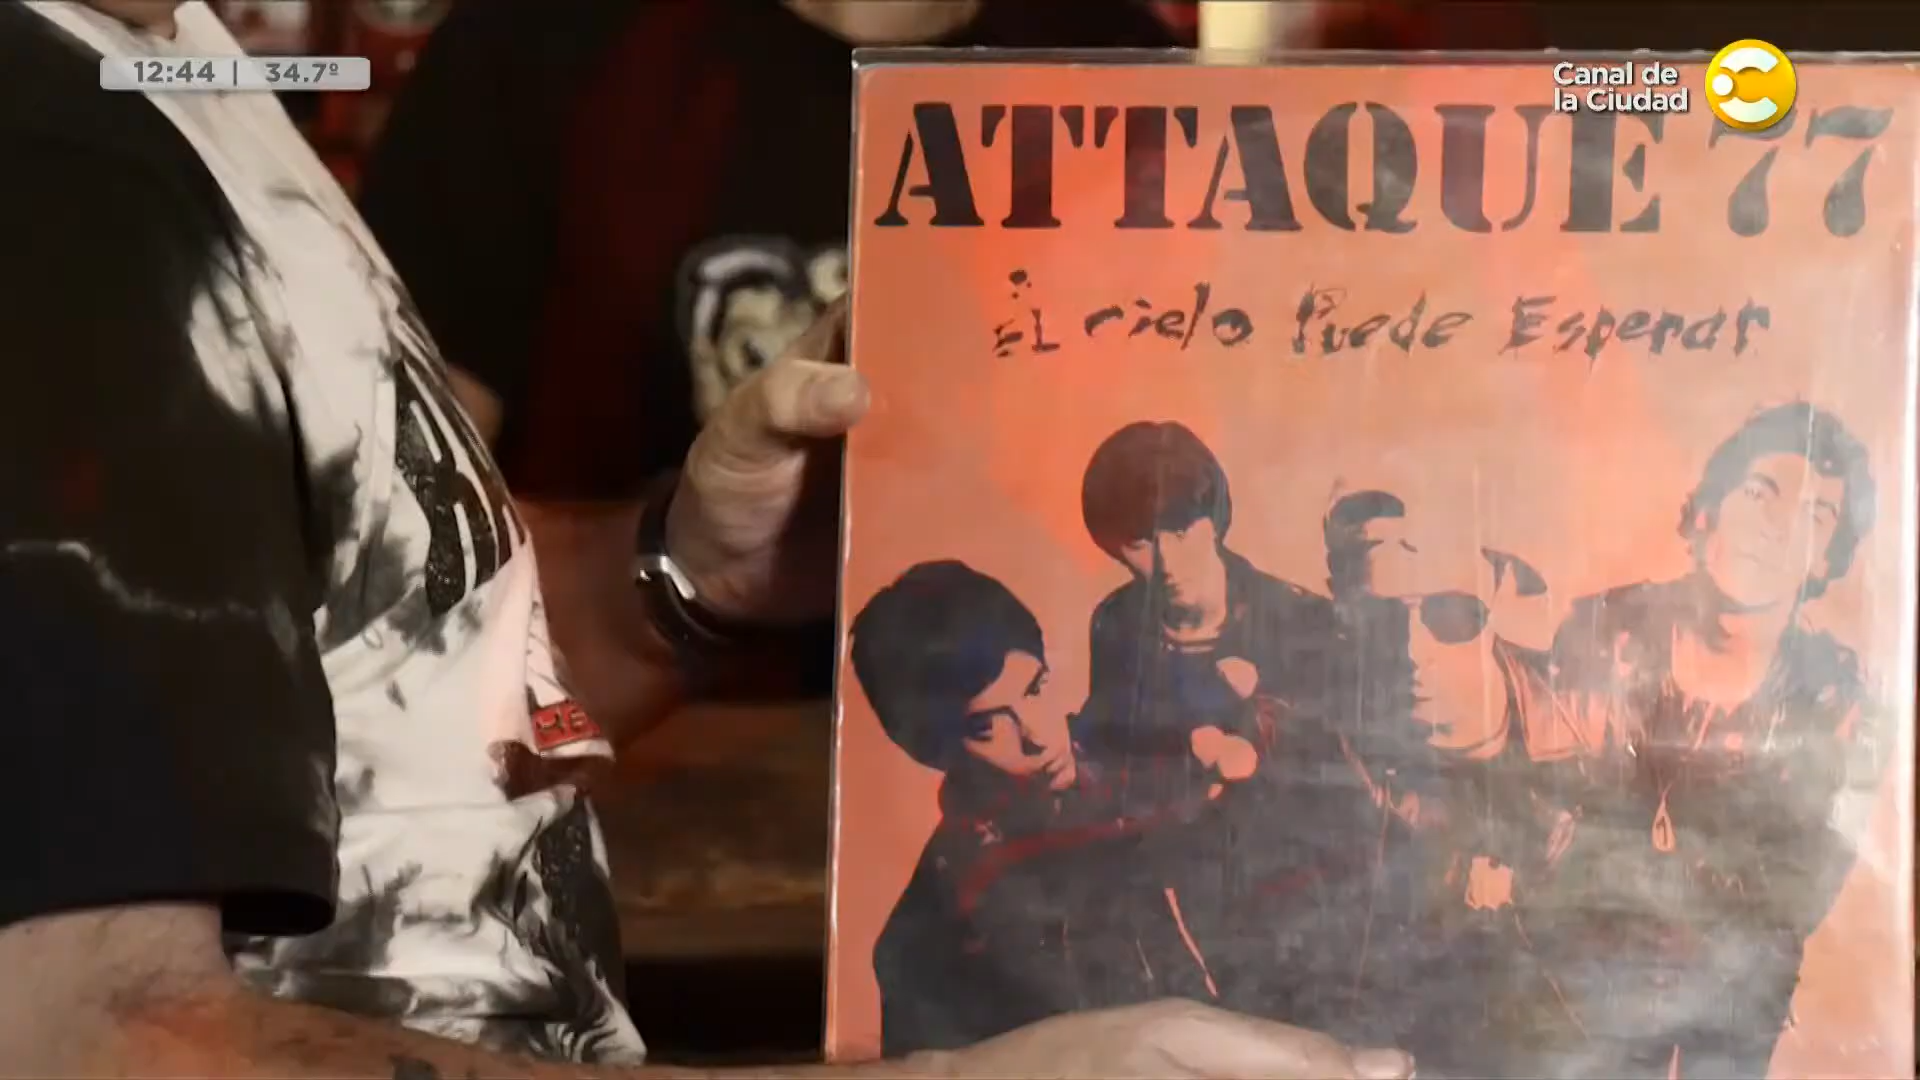 12:44 | 34.7º
Canal de
la Ciudad
ATTAQUE 77
EL cielo Puede Esperar